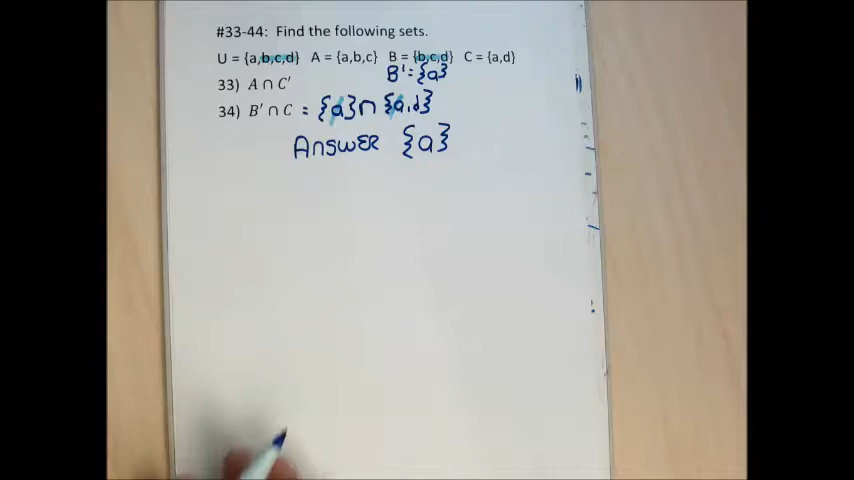 #33-44: Find the following sets.
U = {a,b,c,d} A = {a,b,c} B = {b,c,d} C = {a,d}
B' = {a}
33) A ∩ C'
34) B' ∩ C = {a} ∩ {a,d}
Answer {a}